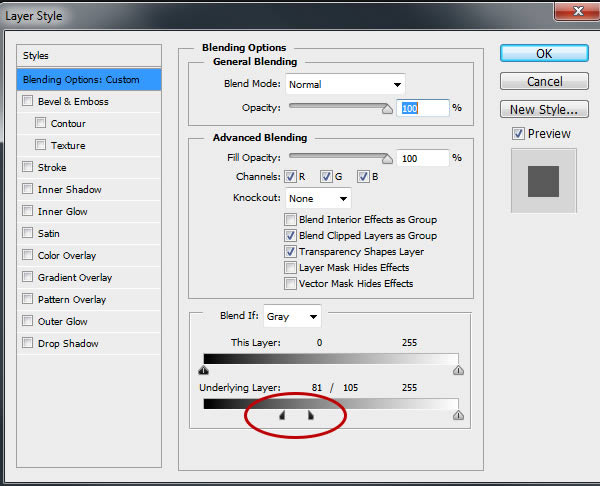 Layer Style
Styles
Blending Options: Custom
Bevel & Emboss
Contour
Texture
Stroke
Inner Shadow
Inner Glow
Satin
Color Overlay
Gradient Overlay
Pattern Overlay
Outer Glow
Drop Shadow
Blending Options
General Blending
Blend Mode: Normal
Opacity: 100 %
Advanced Blending
Fill Opacity: 100 %
Channels: R G B
Knockout: None
Blend Interior Effects as Group
Blend Clipped Layers as Group
Transparency Shapes Layer
Layer Mask Hides Effects
Vector Mask Hides Effects
Blend If: Gray
This Layer: 0 255
Underlying Layer: 81 / 105 255
OK
Cancel
New Style...
Preview